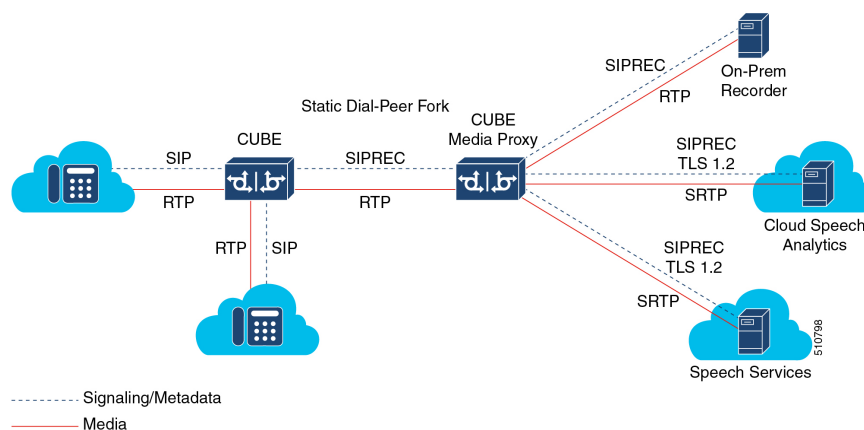 SIPREC
RTP
On-Prem
Recorder
Static Dial-Peer Fork
CUBE
CUBE
Media Proxy
SIP
RTP
SIPREC
RTP
SIPREC
TLS 1.2
SRTP
Cloud Speech
Analytics
RTP
SIP
SIPREC
TLS 1.2
SRTP
Speech Services
510798
Signaling/Metadata
Media